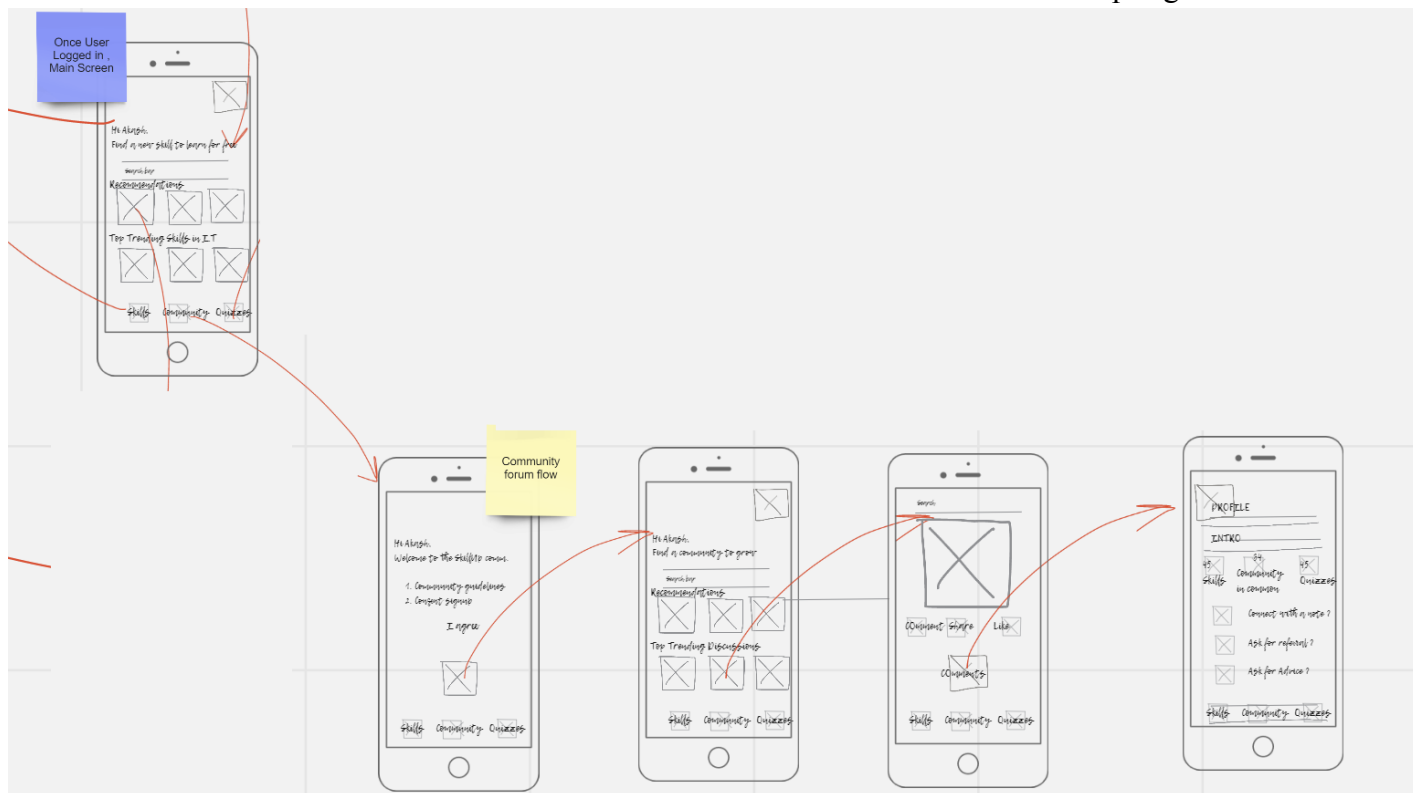 Once User
Logged in ,
Main Screen
Hi Akash,
Find a new skill to learn for free
Search bar
Recommendations
Top Trending Skills in I.T
Skills Community Quizzes
Community
forum flow
Hi Akash,
Welcome to the SkillUp comm.
1. Community guidelines
2. Consent signup
I agree
Skills Community Quizzes
Hi Akash,
Find a community to grow
Search bar
Recommendations
Top Trending Discussions
Skills Community Quizzes
Search
COmment Share Like
COmments
Skills Community Quizzes
PROFILE
INTRO
45 34 45
Skills Community Quizzes
in common
Connect with a note ?
Ask for referral ?
Ask for Advice ?
Skills Community Quizzes